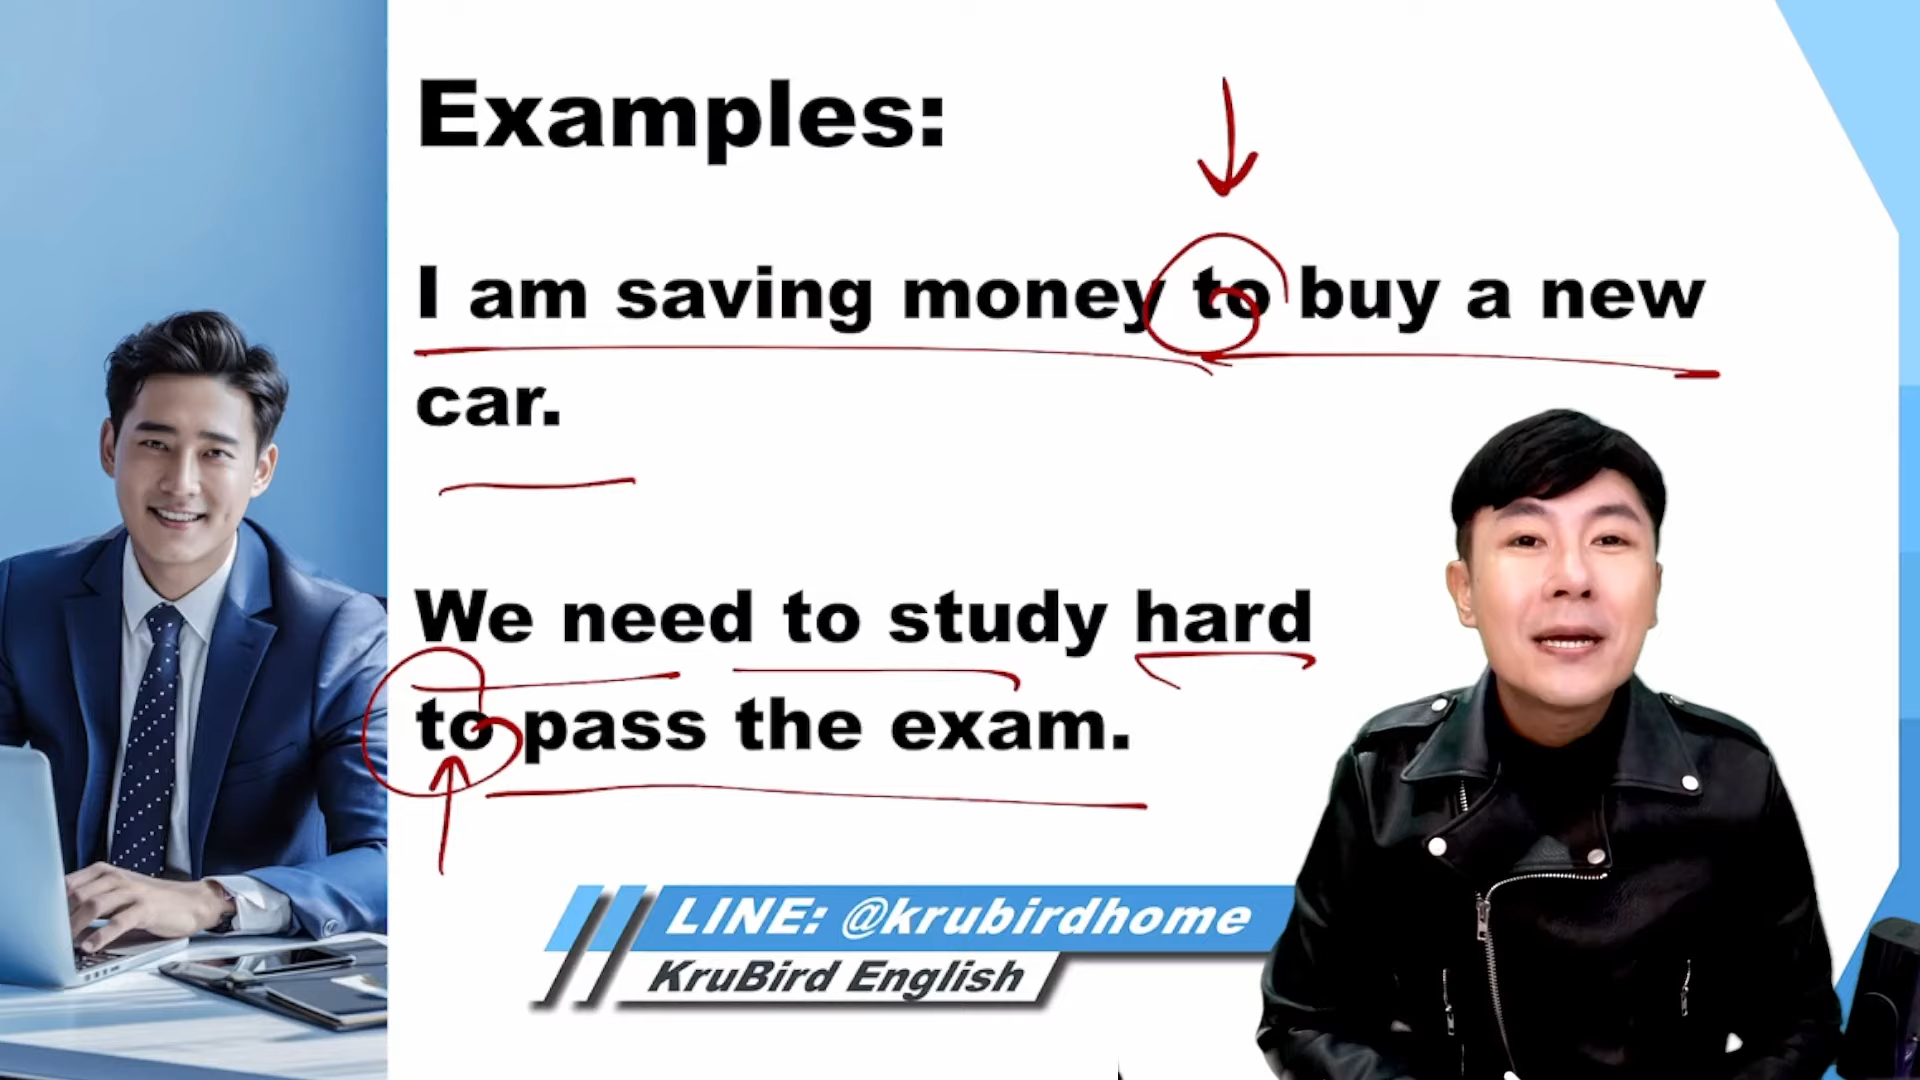 Examples:
I am saving money to buy a new
car.
We need to study hard
to pass the exam.
LINE: @krubirdhome
KruBird English